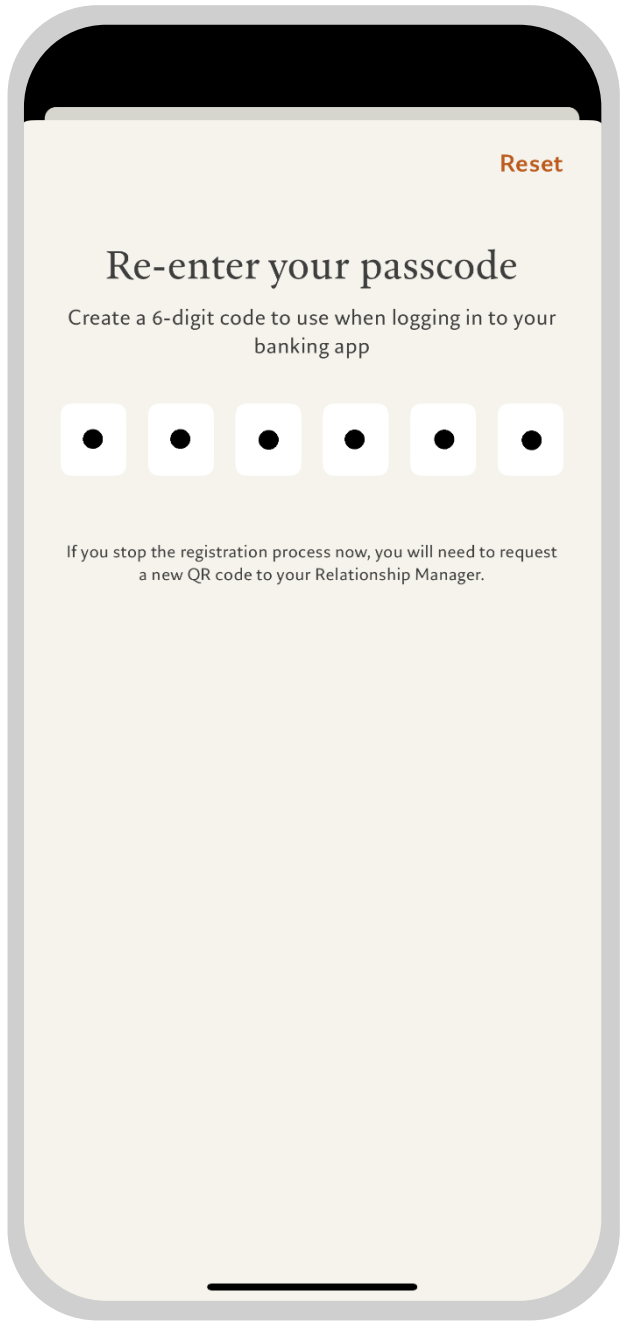 Reset
Re-enter your passcode
Create a 6-digit code to use when logging in to your
banking app
If you stop the registration process now, you will need to request
a new QR code to your Relationship Manager.